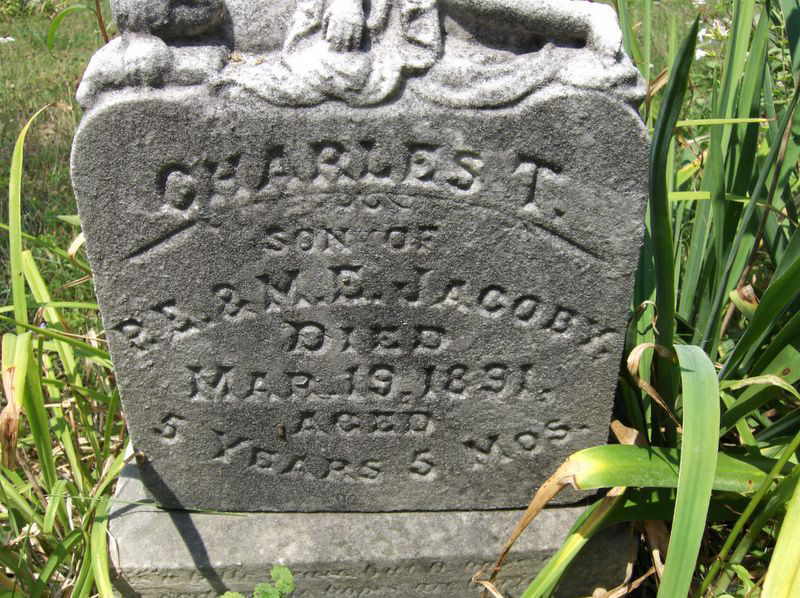 CHARLES T.
SON OF
& M. E. JACOBY.
DIED
MAR. 19, 1891.
AGED
5 YEARS 5 MOS.